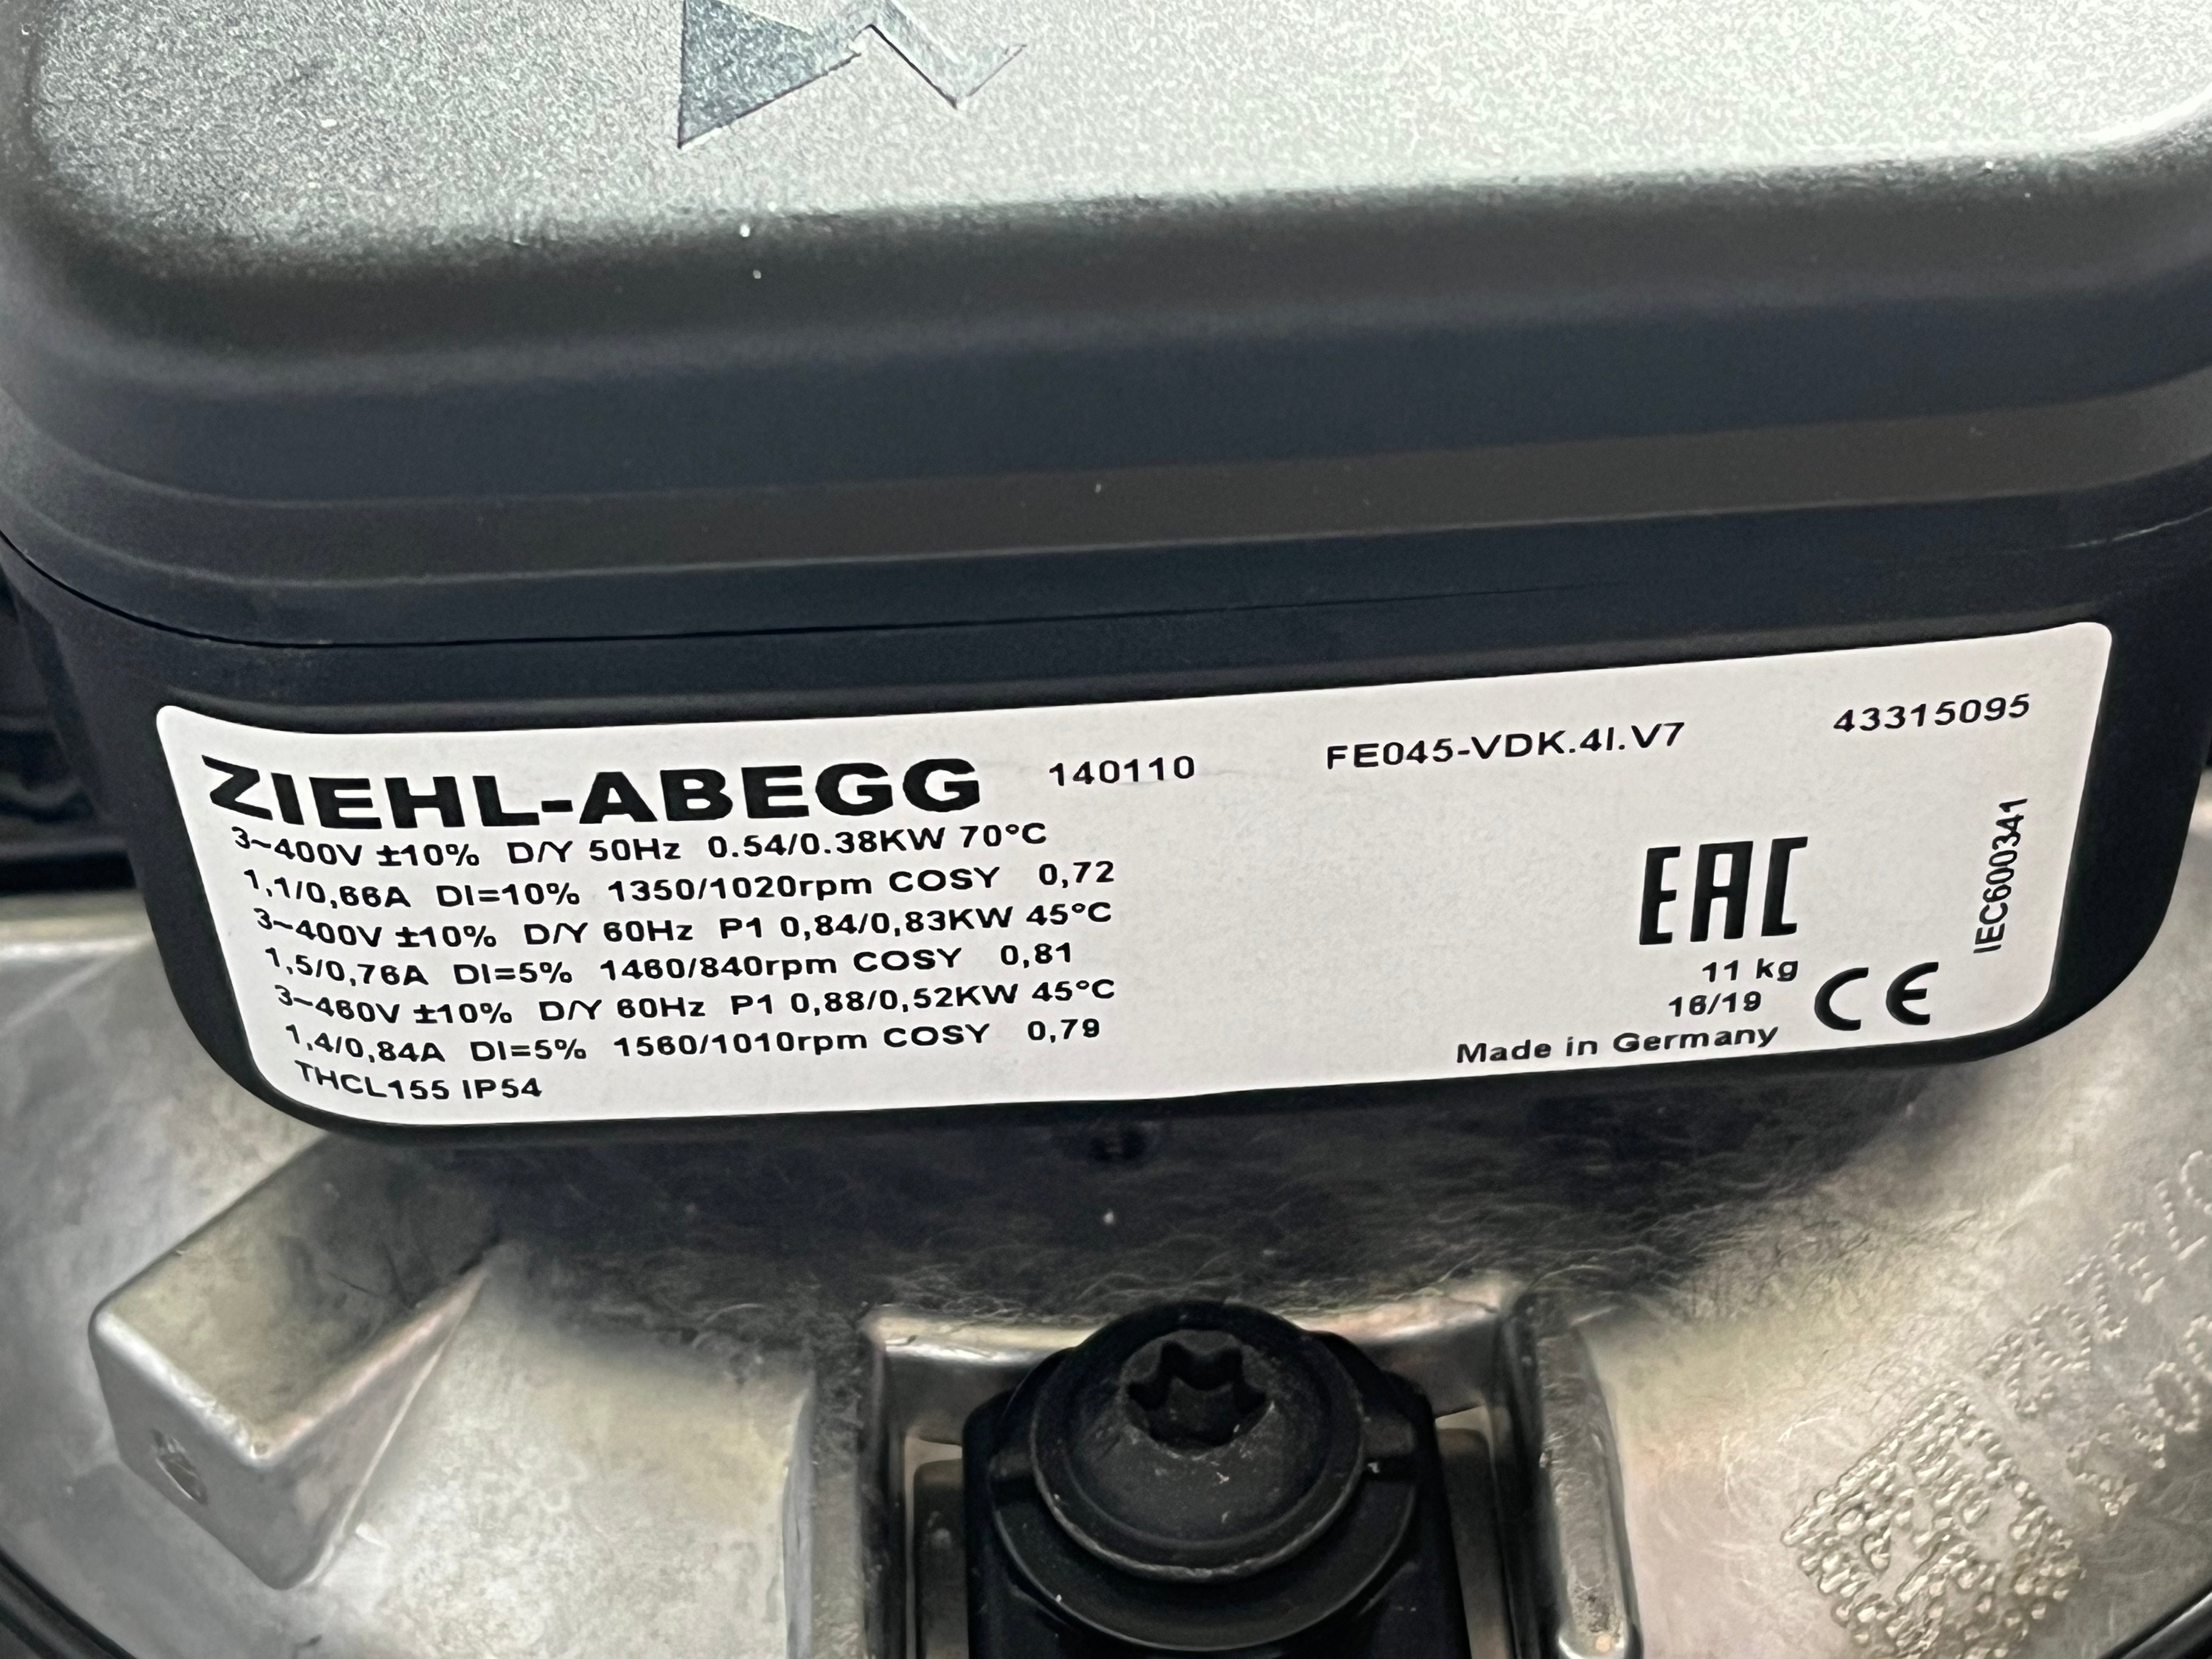 ZIEHL-ABEGG 140110 FE045-VDK.4I.V7 43315095
3~400V ±10% D/Y 50Hz 0.54/0.38KW 70°C
1,1/0,66A DI=10% 1350/1020rpm COSY 0,72
3~400V ±10% D/Y 60Hz P1 0,84/0,83KW 45°C
1,5/0,76A DI=5% 1460/840rpm COSY 0,81
3~460V ±10% D/Y 60Hz P1 0,88/0,52KW 45°C
1,4/0,84A DI=5% 1560/1010rpm COSY 0,79
THCL155 IP54
EAC
IEC600341
11 kg
16/19
CE
Made in Germany